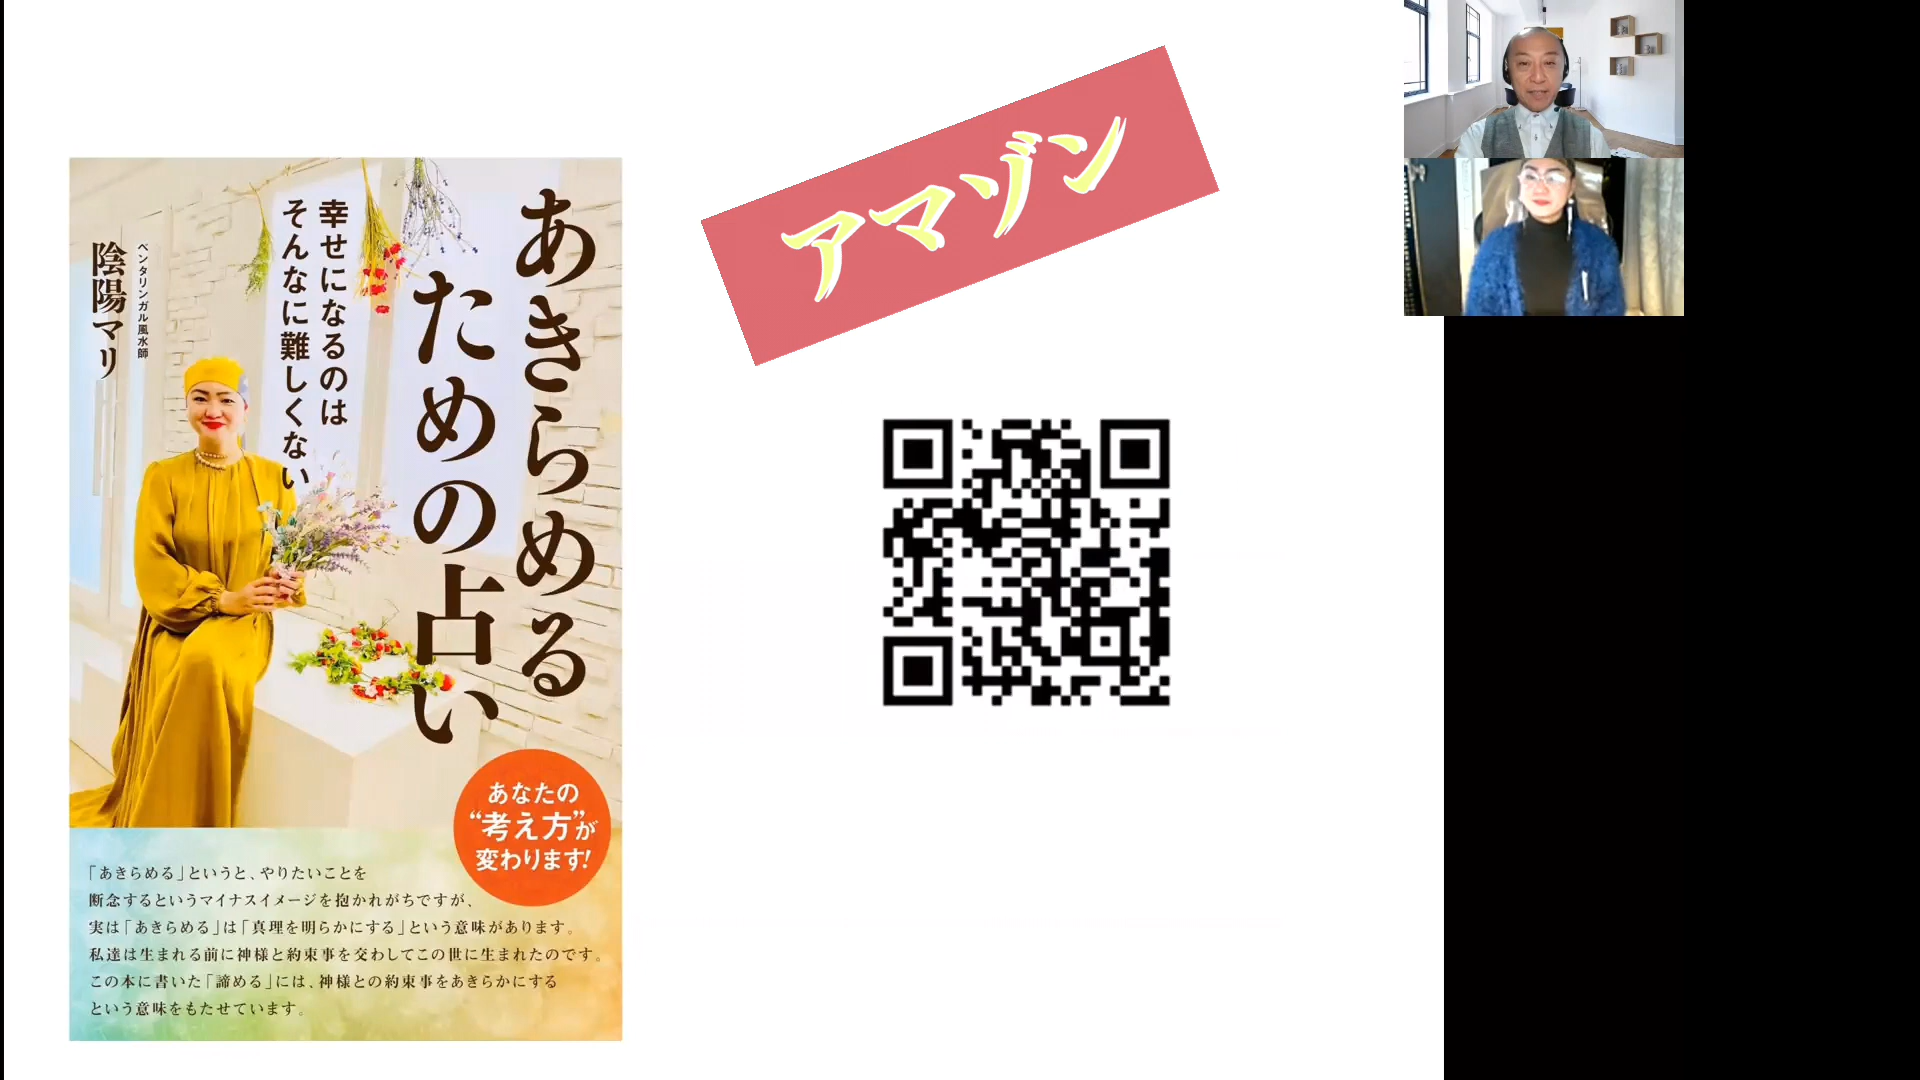 あきらめる
ための占い
幸せになるのは
そんなに難しくない
ペンタリンガル風水師
陰陽マリ
あなたの
“考え方”が
変わります!
「あきらめる」というと、やりたいことを
断念するというマイナスイメージを抱かれがちですが、
実は「あきらめる」は「真理を明らかにする」という意味があります。
私達は生まれる前に神様と約束事を交わしてこの世に生まれたのです。
この本に書いた「諦める」には、神様との約束事をあきらかにする
という意味をもたせています。
アマゾン